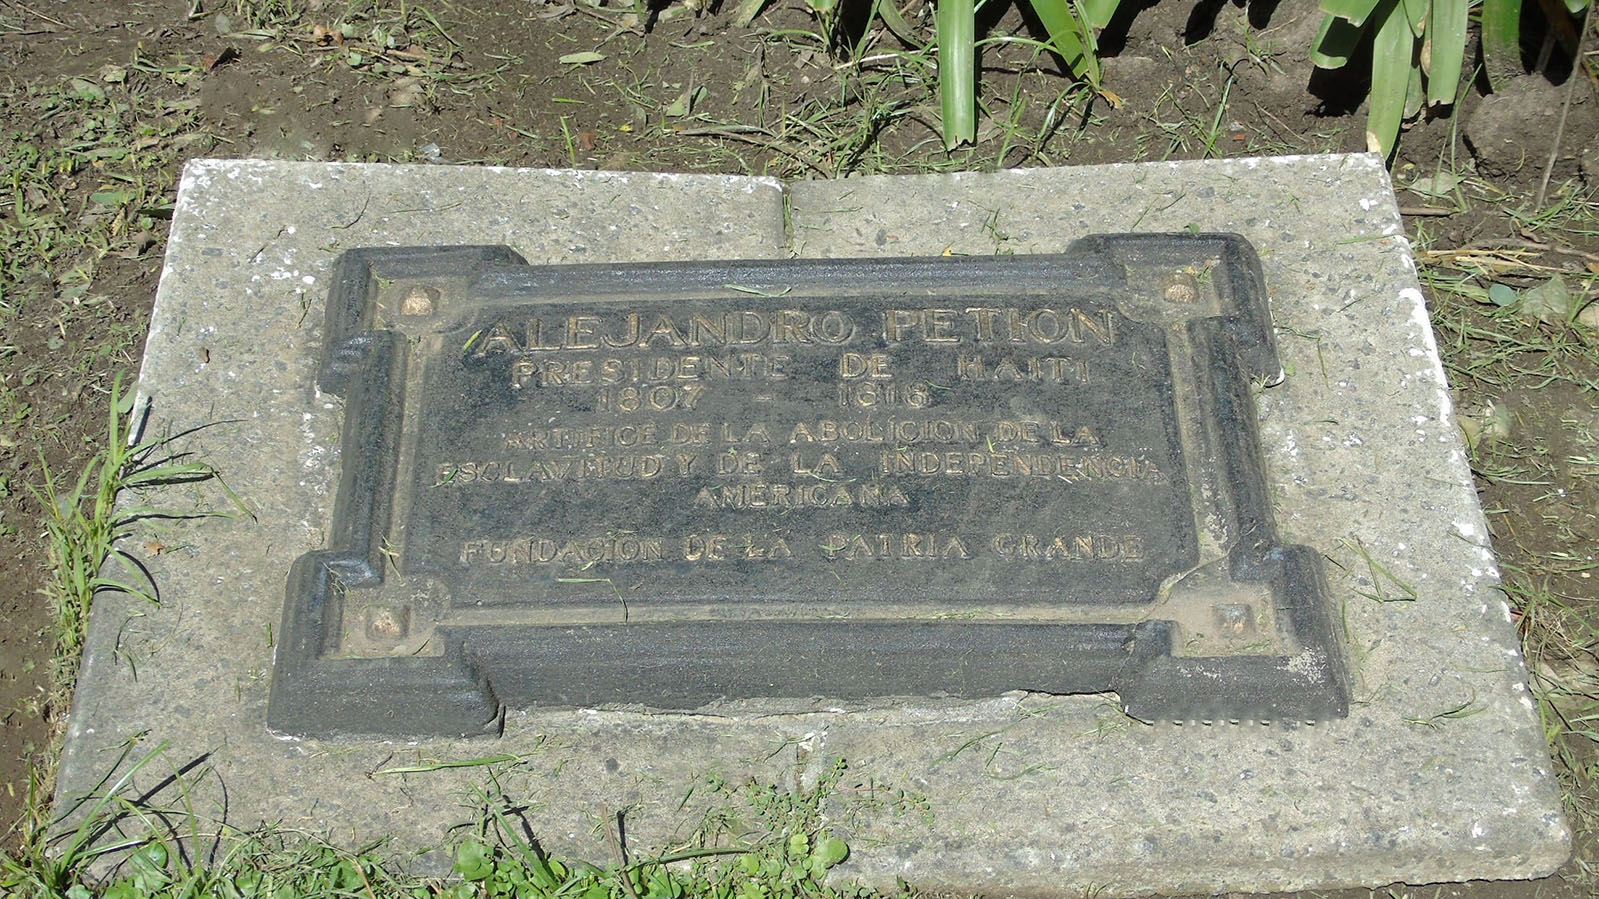 ALEJANDRO PETION
PRESIDENTE DE HAITI
1807 - 1818
ARTIFICE DE LA ABOLICION DE LA
ESCLAVITUD Y DE LA INDEPENDENCIA
AMERICANA
FUNDACION DE LA PATRIA GRANDE